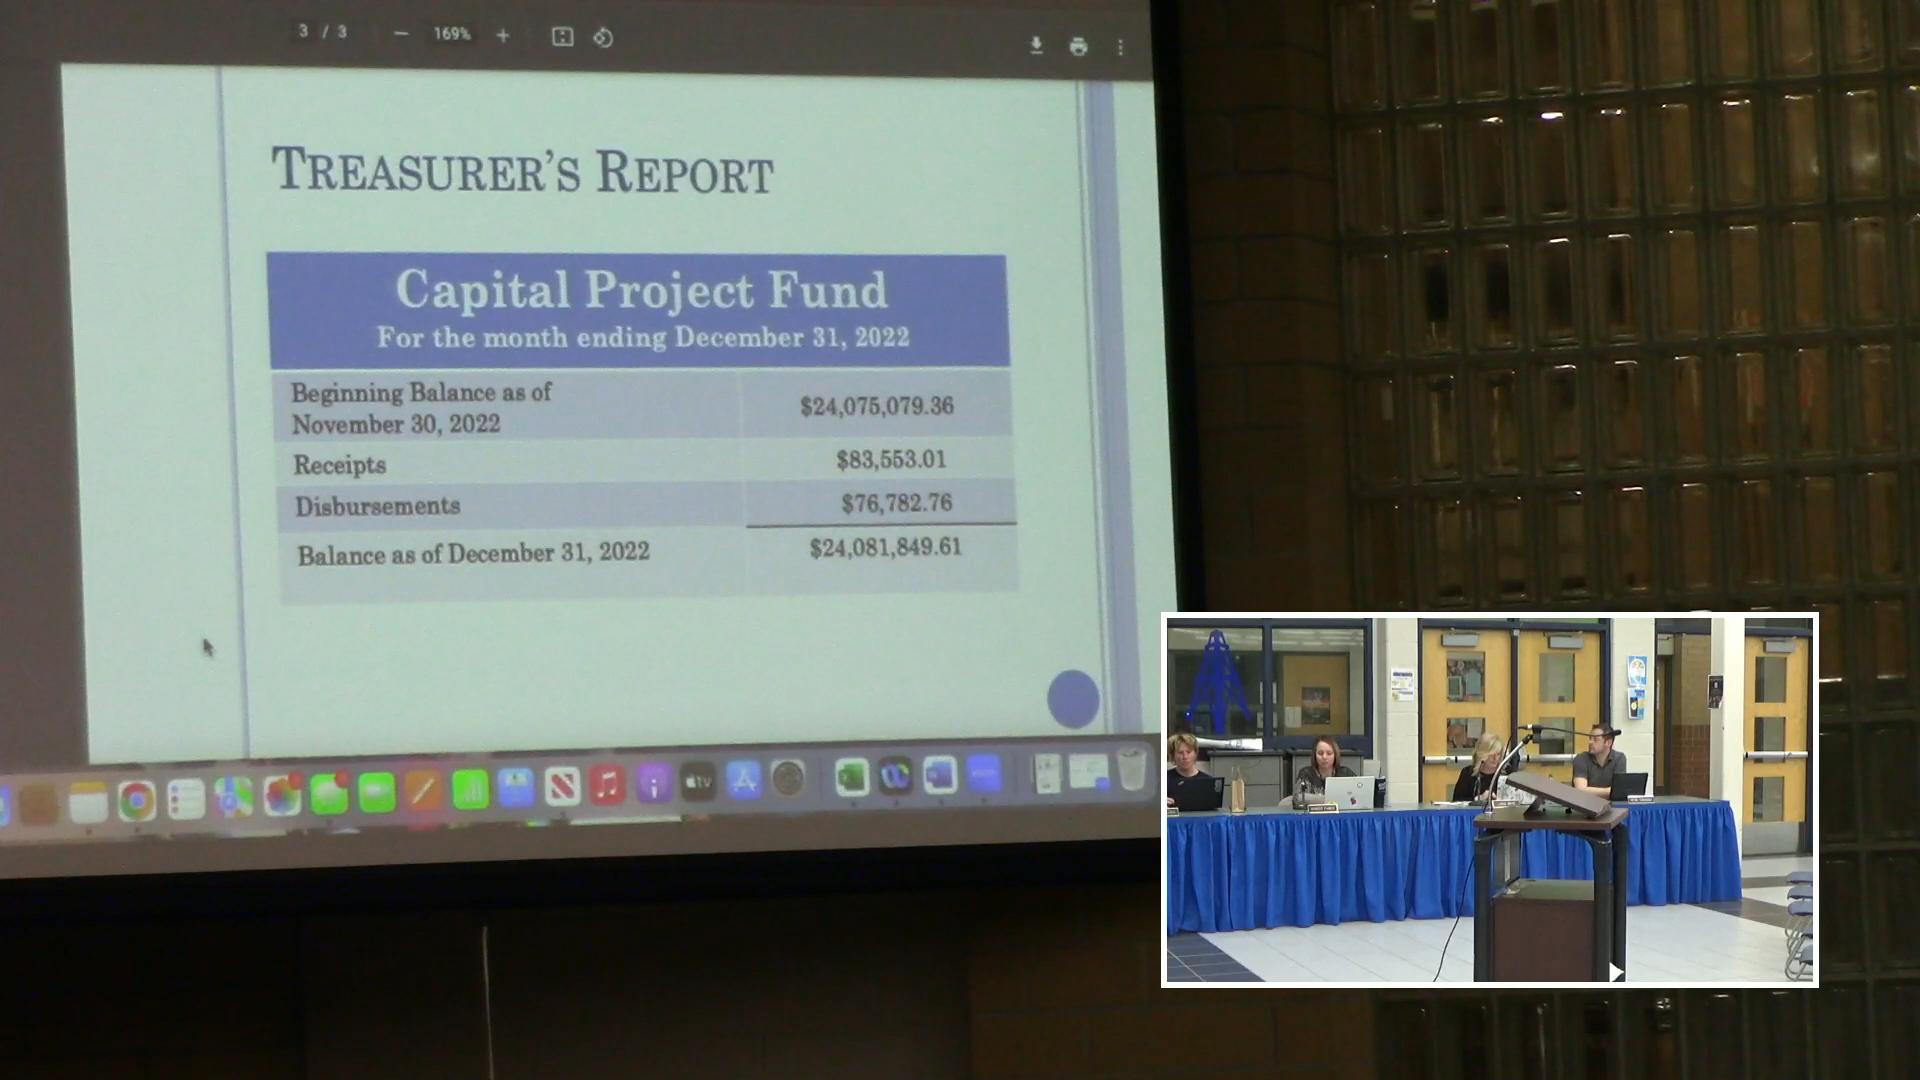 3 / 3
169%
TREASURER'S REPORT
Capital Project Fund
For the month ending December 31, 2022
Beginning Balance as of
November 30, 2022
$24,075,079.36
Receipts
$83,553.01
Disbursements
$76,782.76
Balance as of December 31, 2022
$24,081,849.61
tv